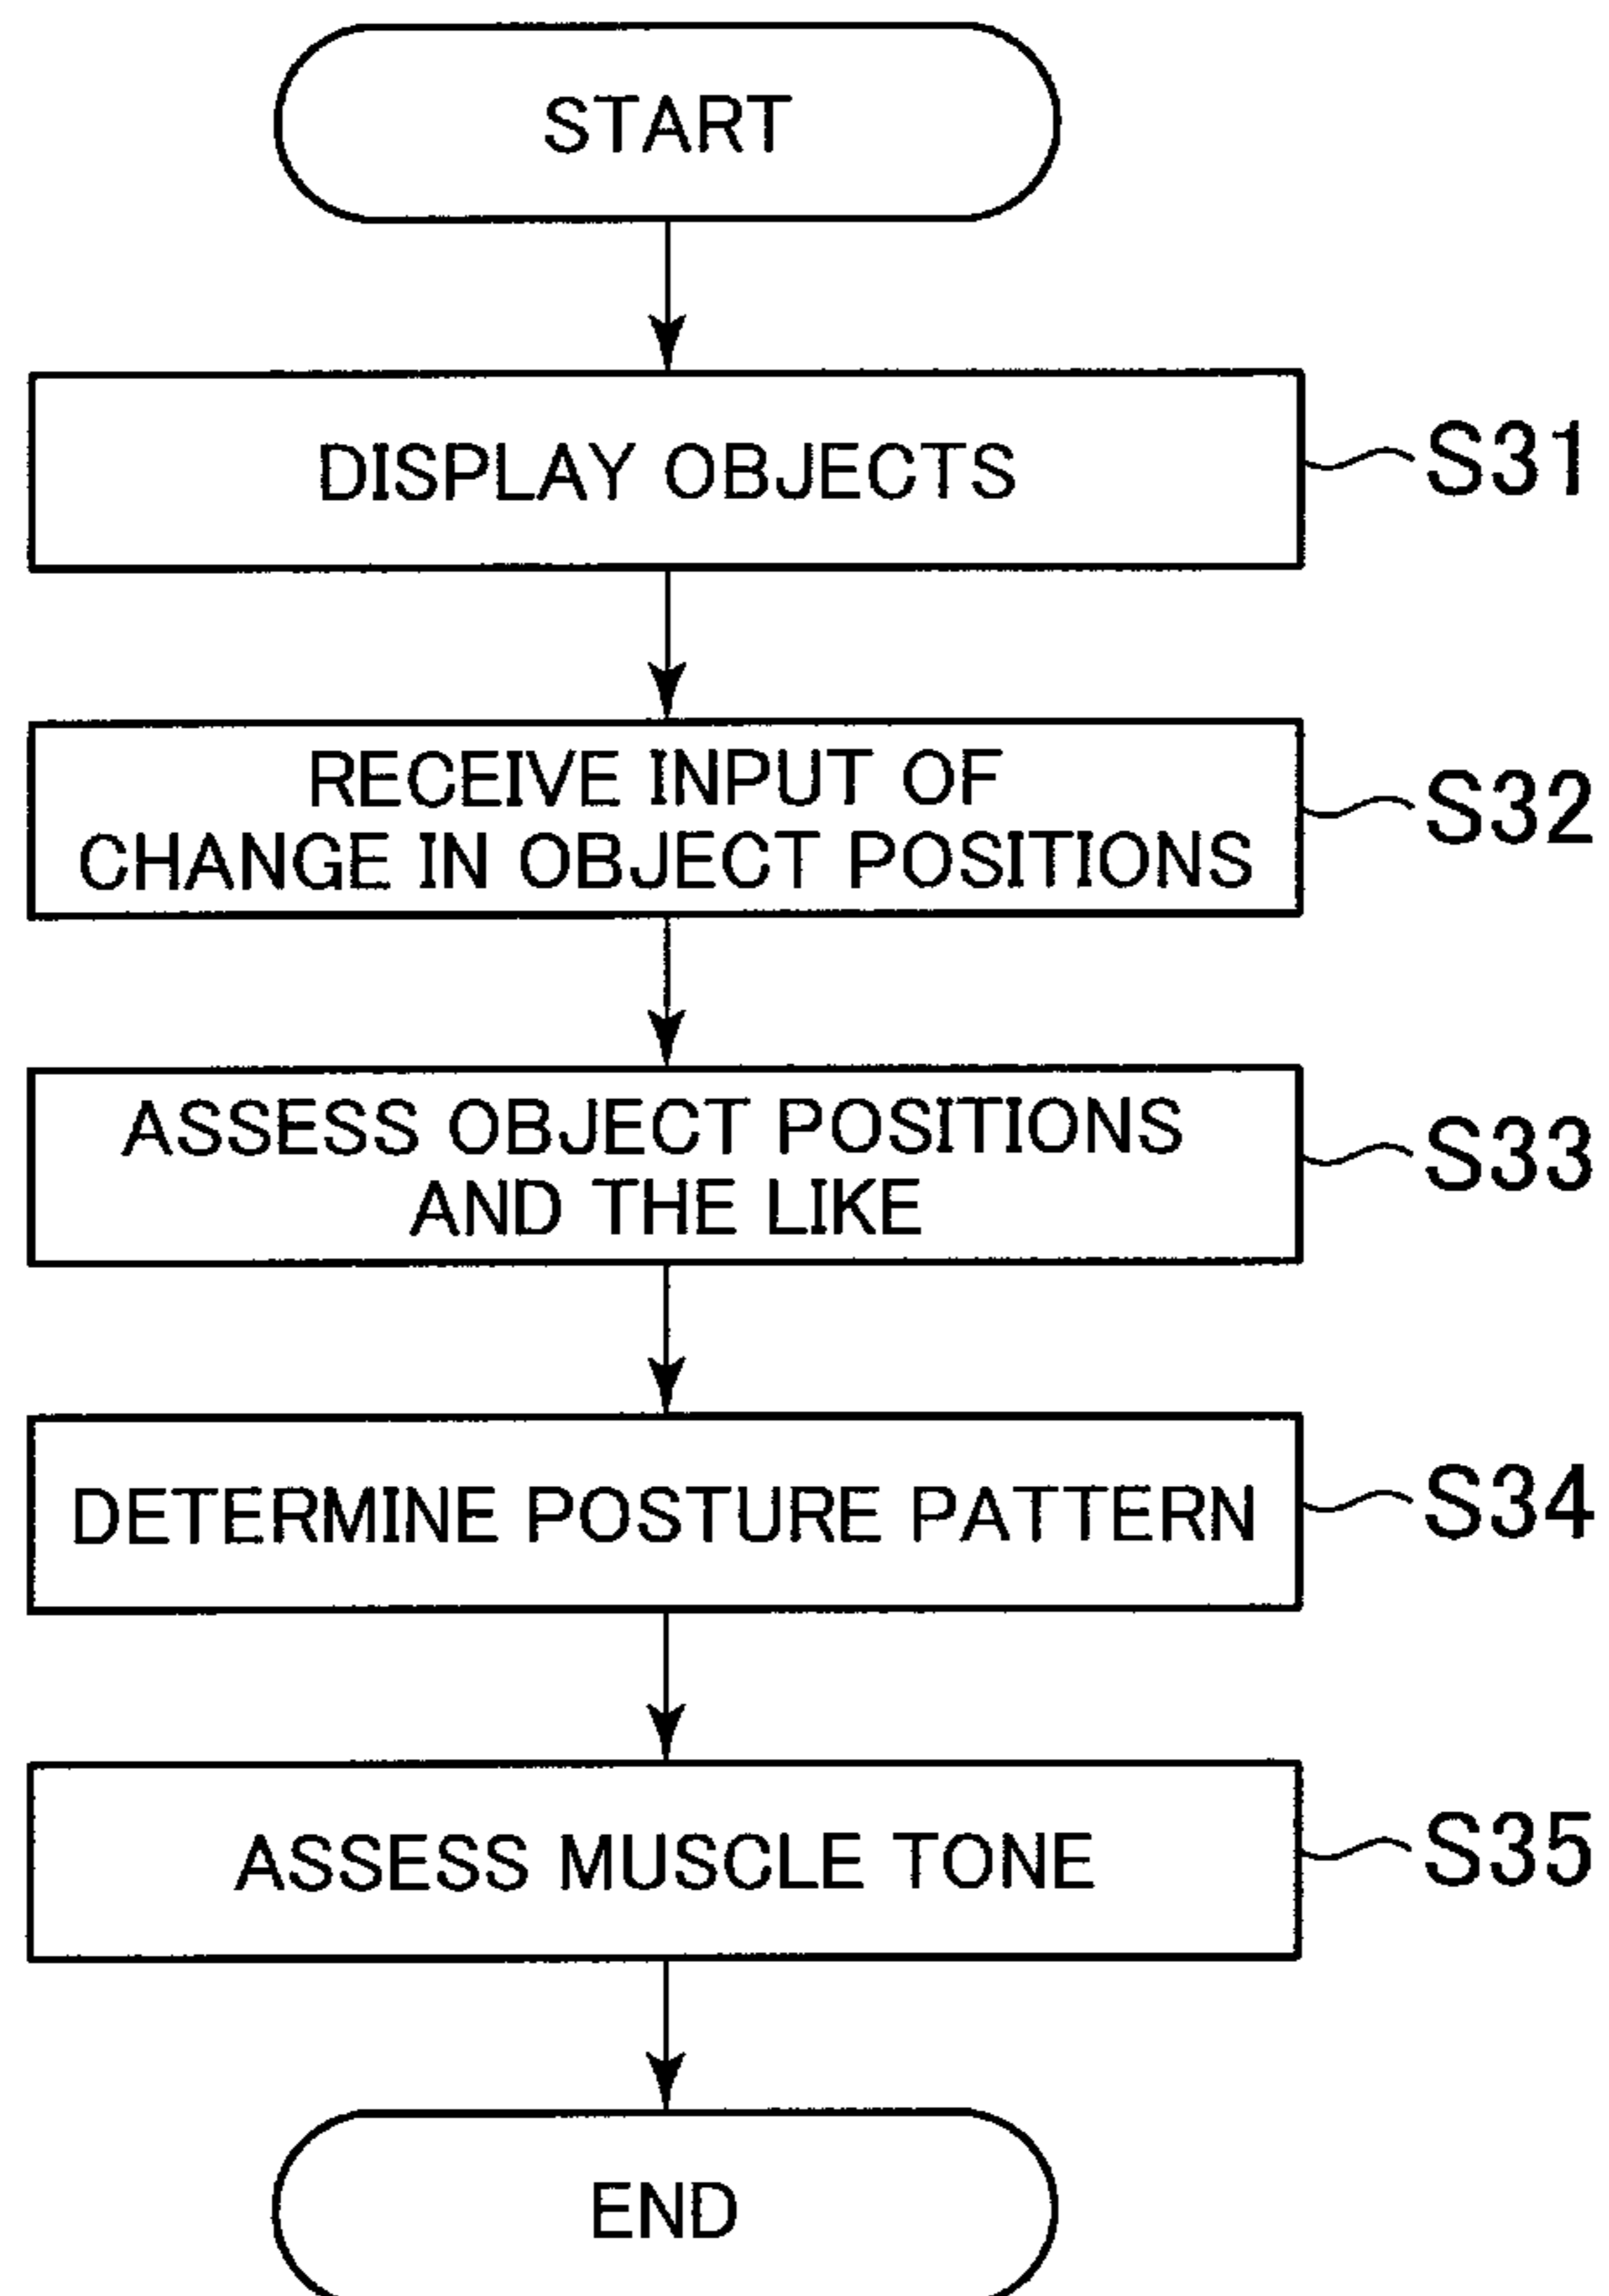 START
DISPLAY OBJECTS
S31
RECEIVE INPUT OF
CHANGE IN OBJECT POSITIONS
S32
ASSESS OBJECT POSITIONS
AND THE LIKE
S33
DETERMINE POSTURE PATTERN
S34
ASSESS MUSCLE TONE
S35
END